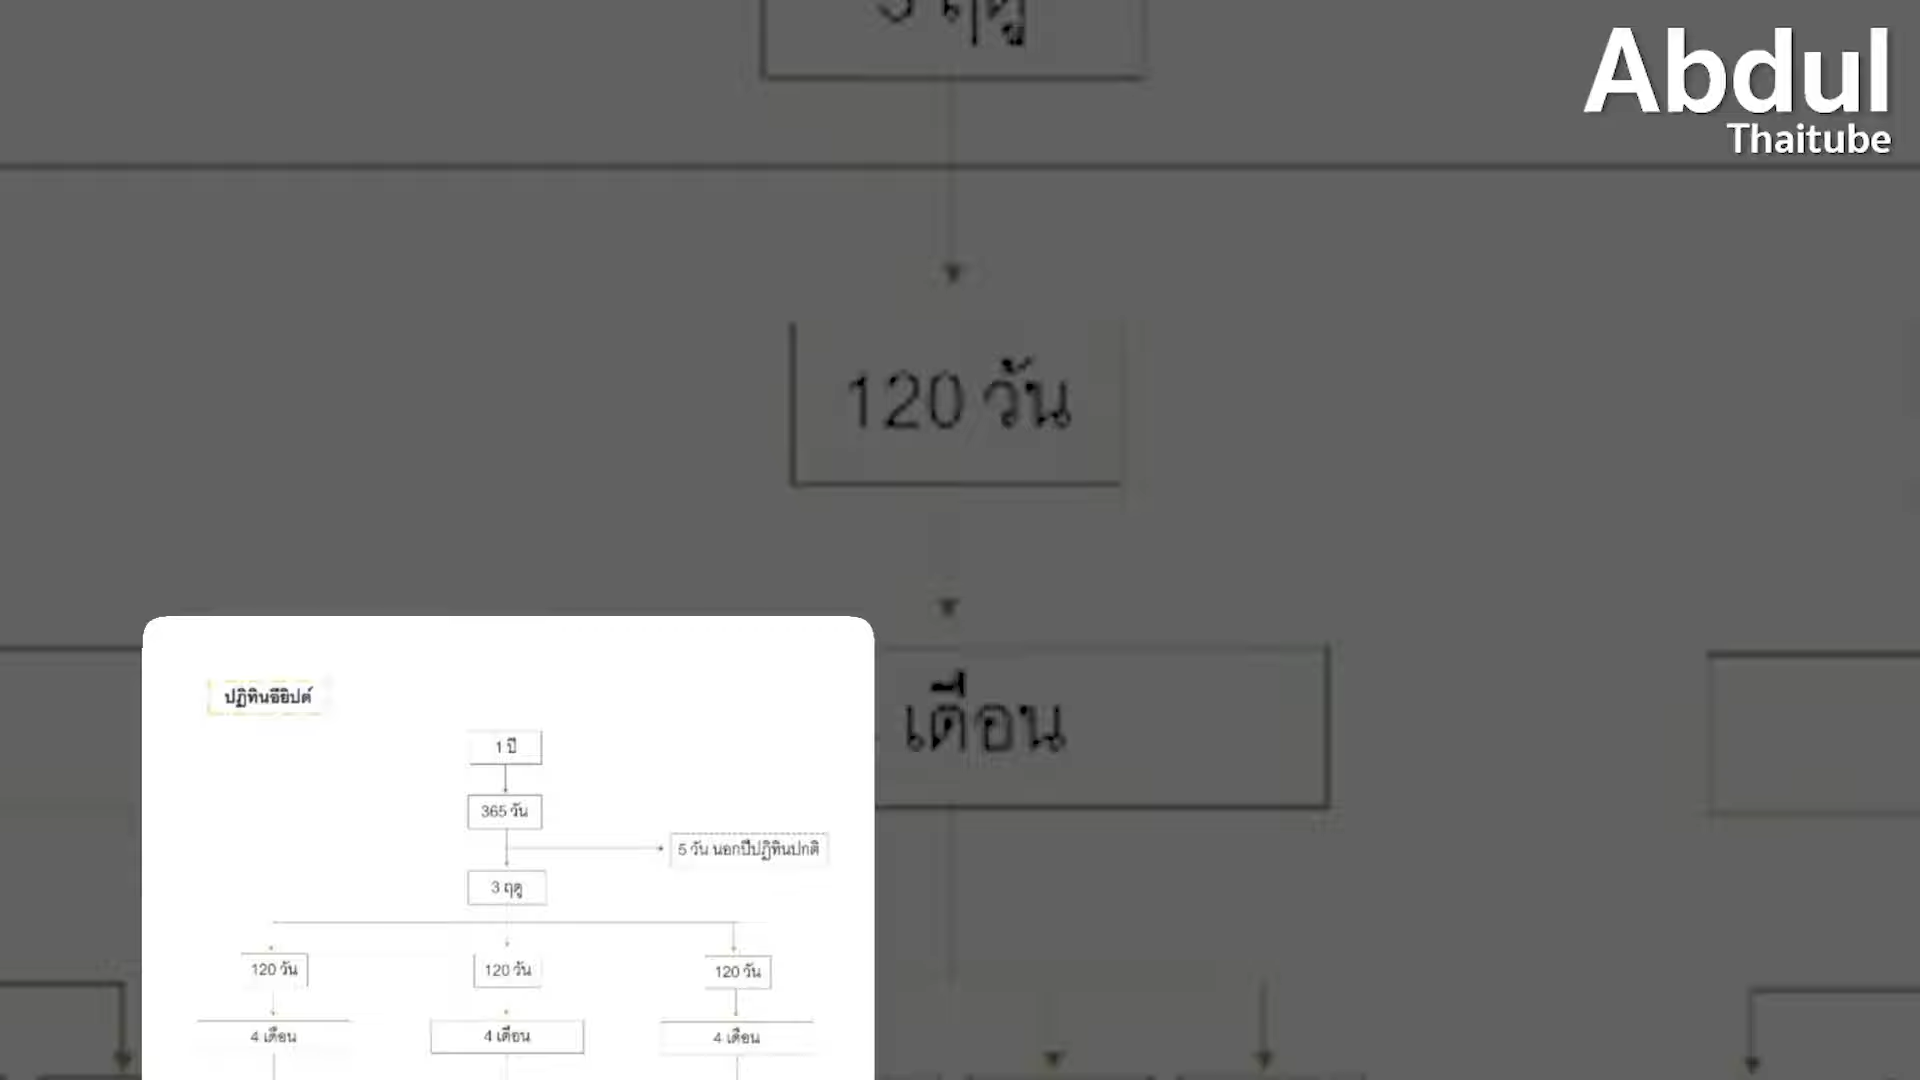 3 ฤดู
Abdul
Thaitube
120 วัน
เดือน
ปฏิทินอียิปต์
1 ปี
365 วัน
5 วัน นอกปีปฏิทินปกติ
3 ฤดู
120 วัน
120 วัน
120 วัน
4 เดือน
4 เดือน
4 เดือน